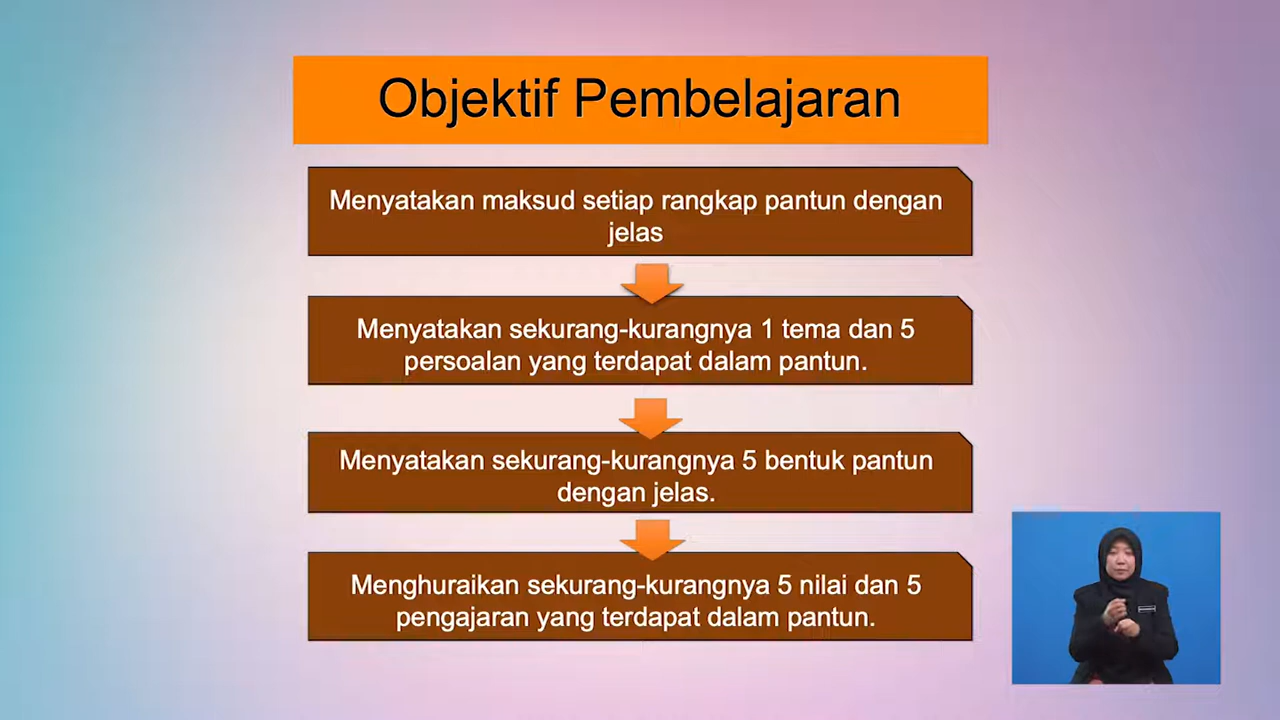 Objektif Pembelajaran
Menyatakan maksud setiap rangkap pantun dengan
jelas
Menyatakan sekurang-kurangnya 1 tema dan 5
persoalan yang terdapat dalam pantun.
Menyatakan sekurang-kurangnya 5 bentuk pantun
dengan jelas.
Menghuraikan sekurang-kurangnya 5 nilai dan 5
pengajaran yang terdapat dalam pantun.